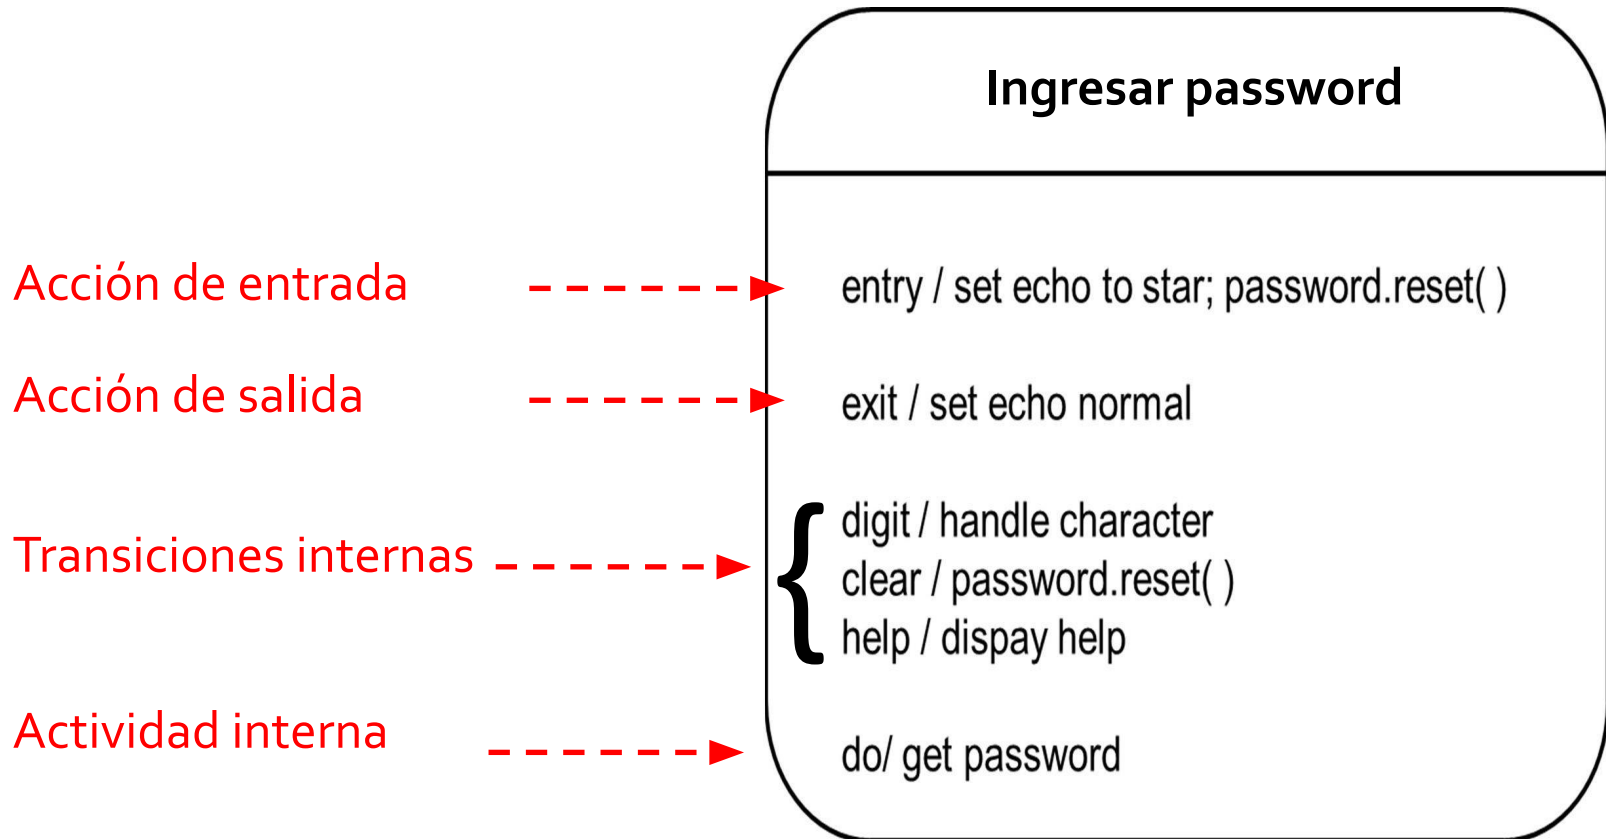 Ingresar password
Acción de entrada
entry / set echo to star; password.reset( )
Acción de salida
exit / set echo normal
Transiciones internas
{
digit / handle character
clear / password.reset( )
help / dispay help
Actividad interna
do/ get password